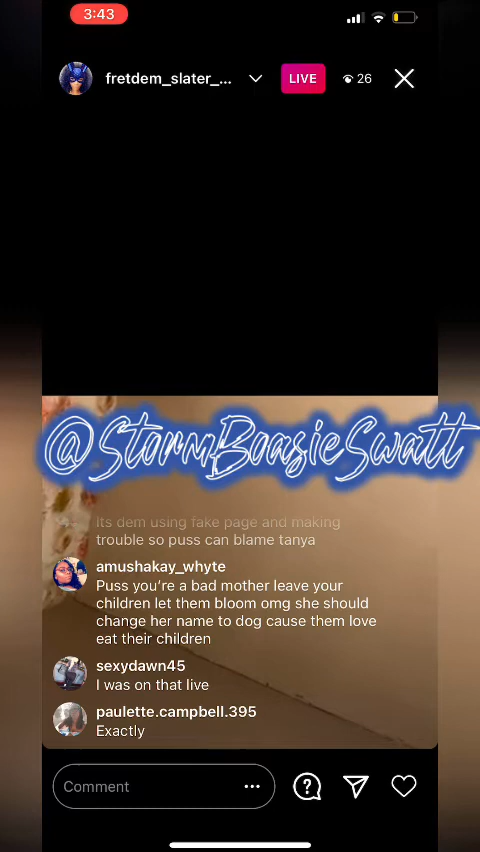 3:43
fretdem_slater_...
LIVE
26
@StormBoasieSwatt
Its dem using fake page and making
trouble so puss can blame tanya
amushakay_whyte
Puss you're a bad mother leave your
children let them bloom omg she should
change her name to dog cause them love
eat their children
sexydawn45
I was on that live
paulette.campbell.395
Exactly
Comment